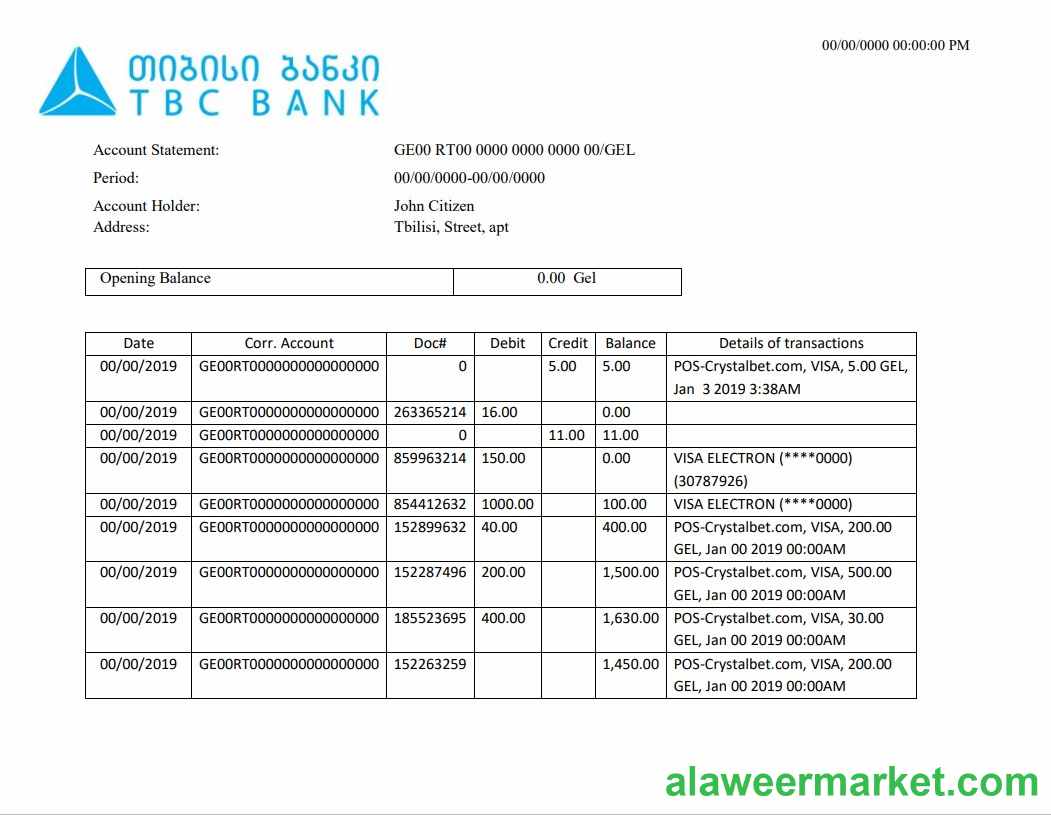 00/00/0000 00:00:00 PM
თიბისი ბანკი
TBC BANK
Account Statement: GE00 RT00 0000 0000 0000 00/GEL
Period: 00/00/0000-00/00/0000
Account Holder: John Citizen
Address: Tbilisi, Street, apt
Opening Balance 0.00 Gel
Date Corr. Account Doc# Debit Credit Balance Details of transactions
00/00/2019 GE00RT0000000000000000 0 5.00 5.00 POS-Crystalbet.com, VISA, 5.00 GEL,
Jan 3 2019 3:38AM
00/00/2019 GE00RT0000000000000000 263365214 16.00 0.00
00/00/2019 GE00RT0000000000000000 0 11.00 11.00
00/00/2019 GE00RT0000000000000000 859963214 150.00 0.00 VISA ELECTRON (****0000)
(30787926)
00/00/2019 GE00RT0000000000000000 854412632 1000.00 100.00 VISA ELECTRON (****0000)
00/00/2019 GE00RT0000000000000000 152899632 40.00 400.00 POS-Crystalbet.com, VISA, 200.00
GEL, Jan 00 2019 00:00AM
00/00/2019 GE00RT0000000000000000 152287496 200.00 1,500.00 POS-Crystalbet.com, VISA, 500.00
GEL, Jan 00 2019 00:00AM
00/00/2019 GE00RT0000000000000000 185523695 400.00 1,630.00 POS-Crystalbet.com, VISA, 30.00
GEL, Jan 00 2019 00:00AM
00/00/2019 GE00RT0000000000000000 152263259 1,450.00 POS-Crystalbet.com, VISA, 200.00
GEL, Jan 00 2019 00:00AM
alaweermarket.com